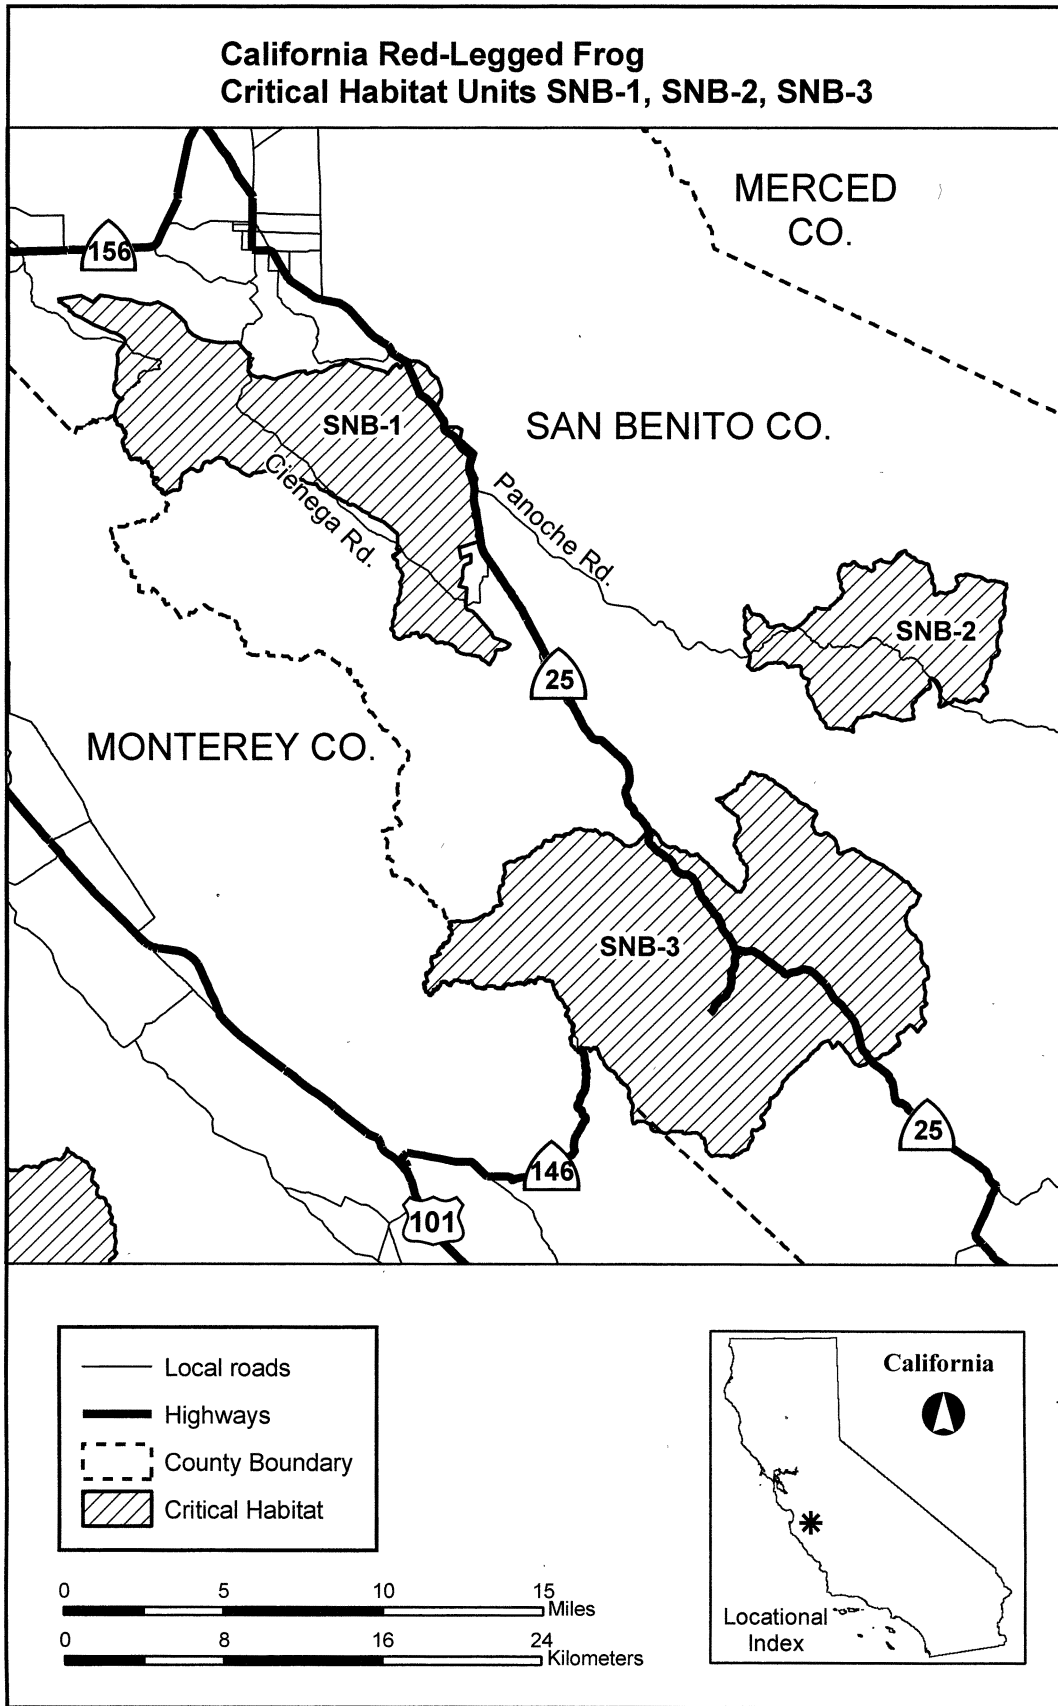 California Red-Legged Frog
Critical Habitat Units SNB-1, SNB-2, SNB-3
MERCED
CO.
156
SNB-1
SAN BENITO CO.
Cienega Rd.
Panoche Rd.
SNB-2
25
MONTEREY CO.
SNB-3
25
146
101
Local roads
Highways
County Boundary
Critical Habitat
0 5 10 15
Miles
0 8 16 24
Kilometers
California
Locational
Index